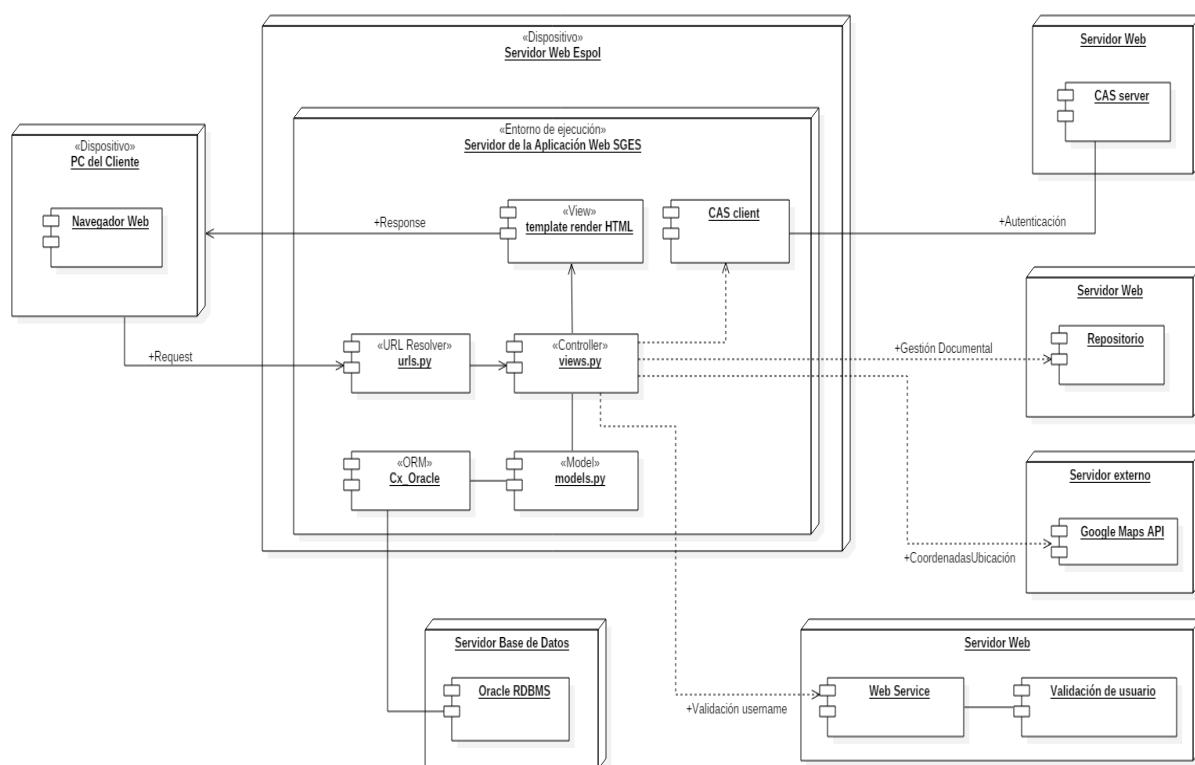 «Dispositivo»
Servidor Web Espol
Servidor Web
CAS server
«Entorno de ejecución»
Servidor de la Aplicación Web SGES
«Dispositivo»
PC del Cliente
Navegador Web
+Response
«View»
template render HTML
CAS client
+Autenticación
Servidor Web
Repositorio
+Request
«URL Resolver»
urls.py
«Controller»
views.py
+Gestión Documental
«ORM»
Cx_Oracle
«Model»
models.py
Servidor externo
Google Maps API
+CoordenadasUbicación
Servidor Base de Datos
Oracle RDBMS
+Validación username
Servidor Web
Web Service
Validación de usuario